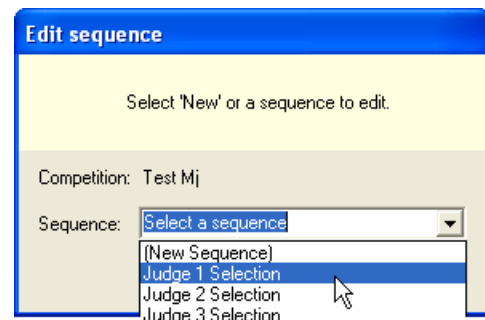 Edit sequence
Select 'New' or a sequence to edit.
Competition: Test Mj
Sequence: Select a sequence
(New Sequence)
Judge 1 Selection
Judge 2 Selection
Judge 3 Selection